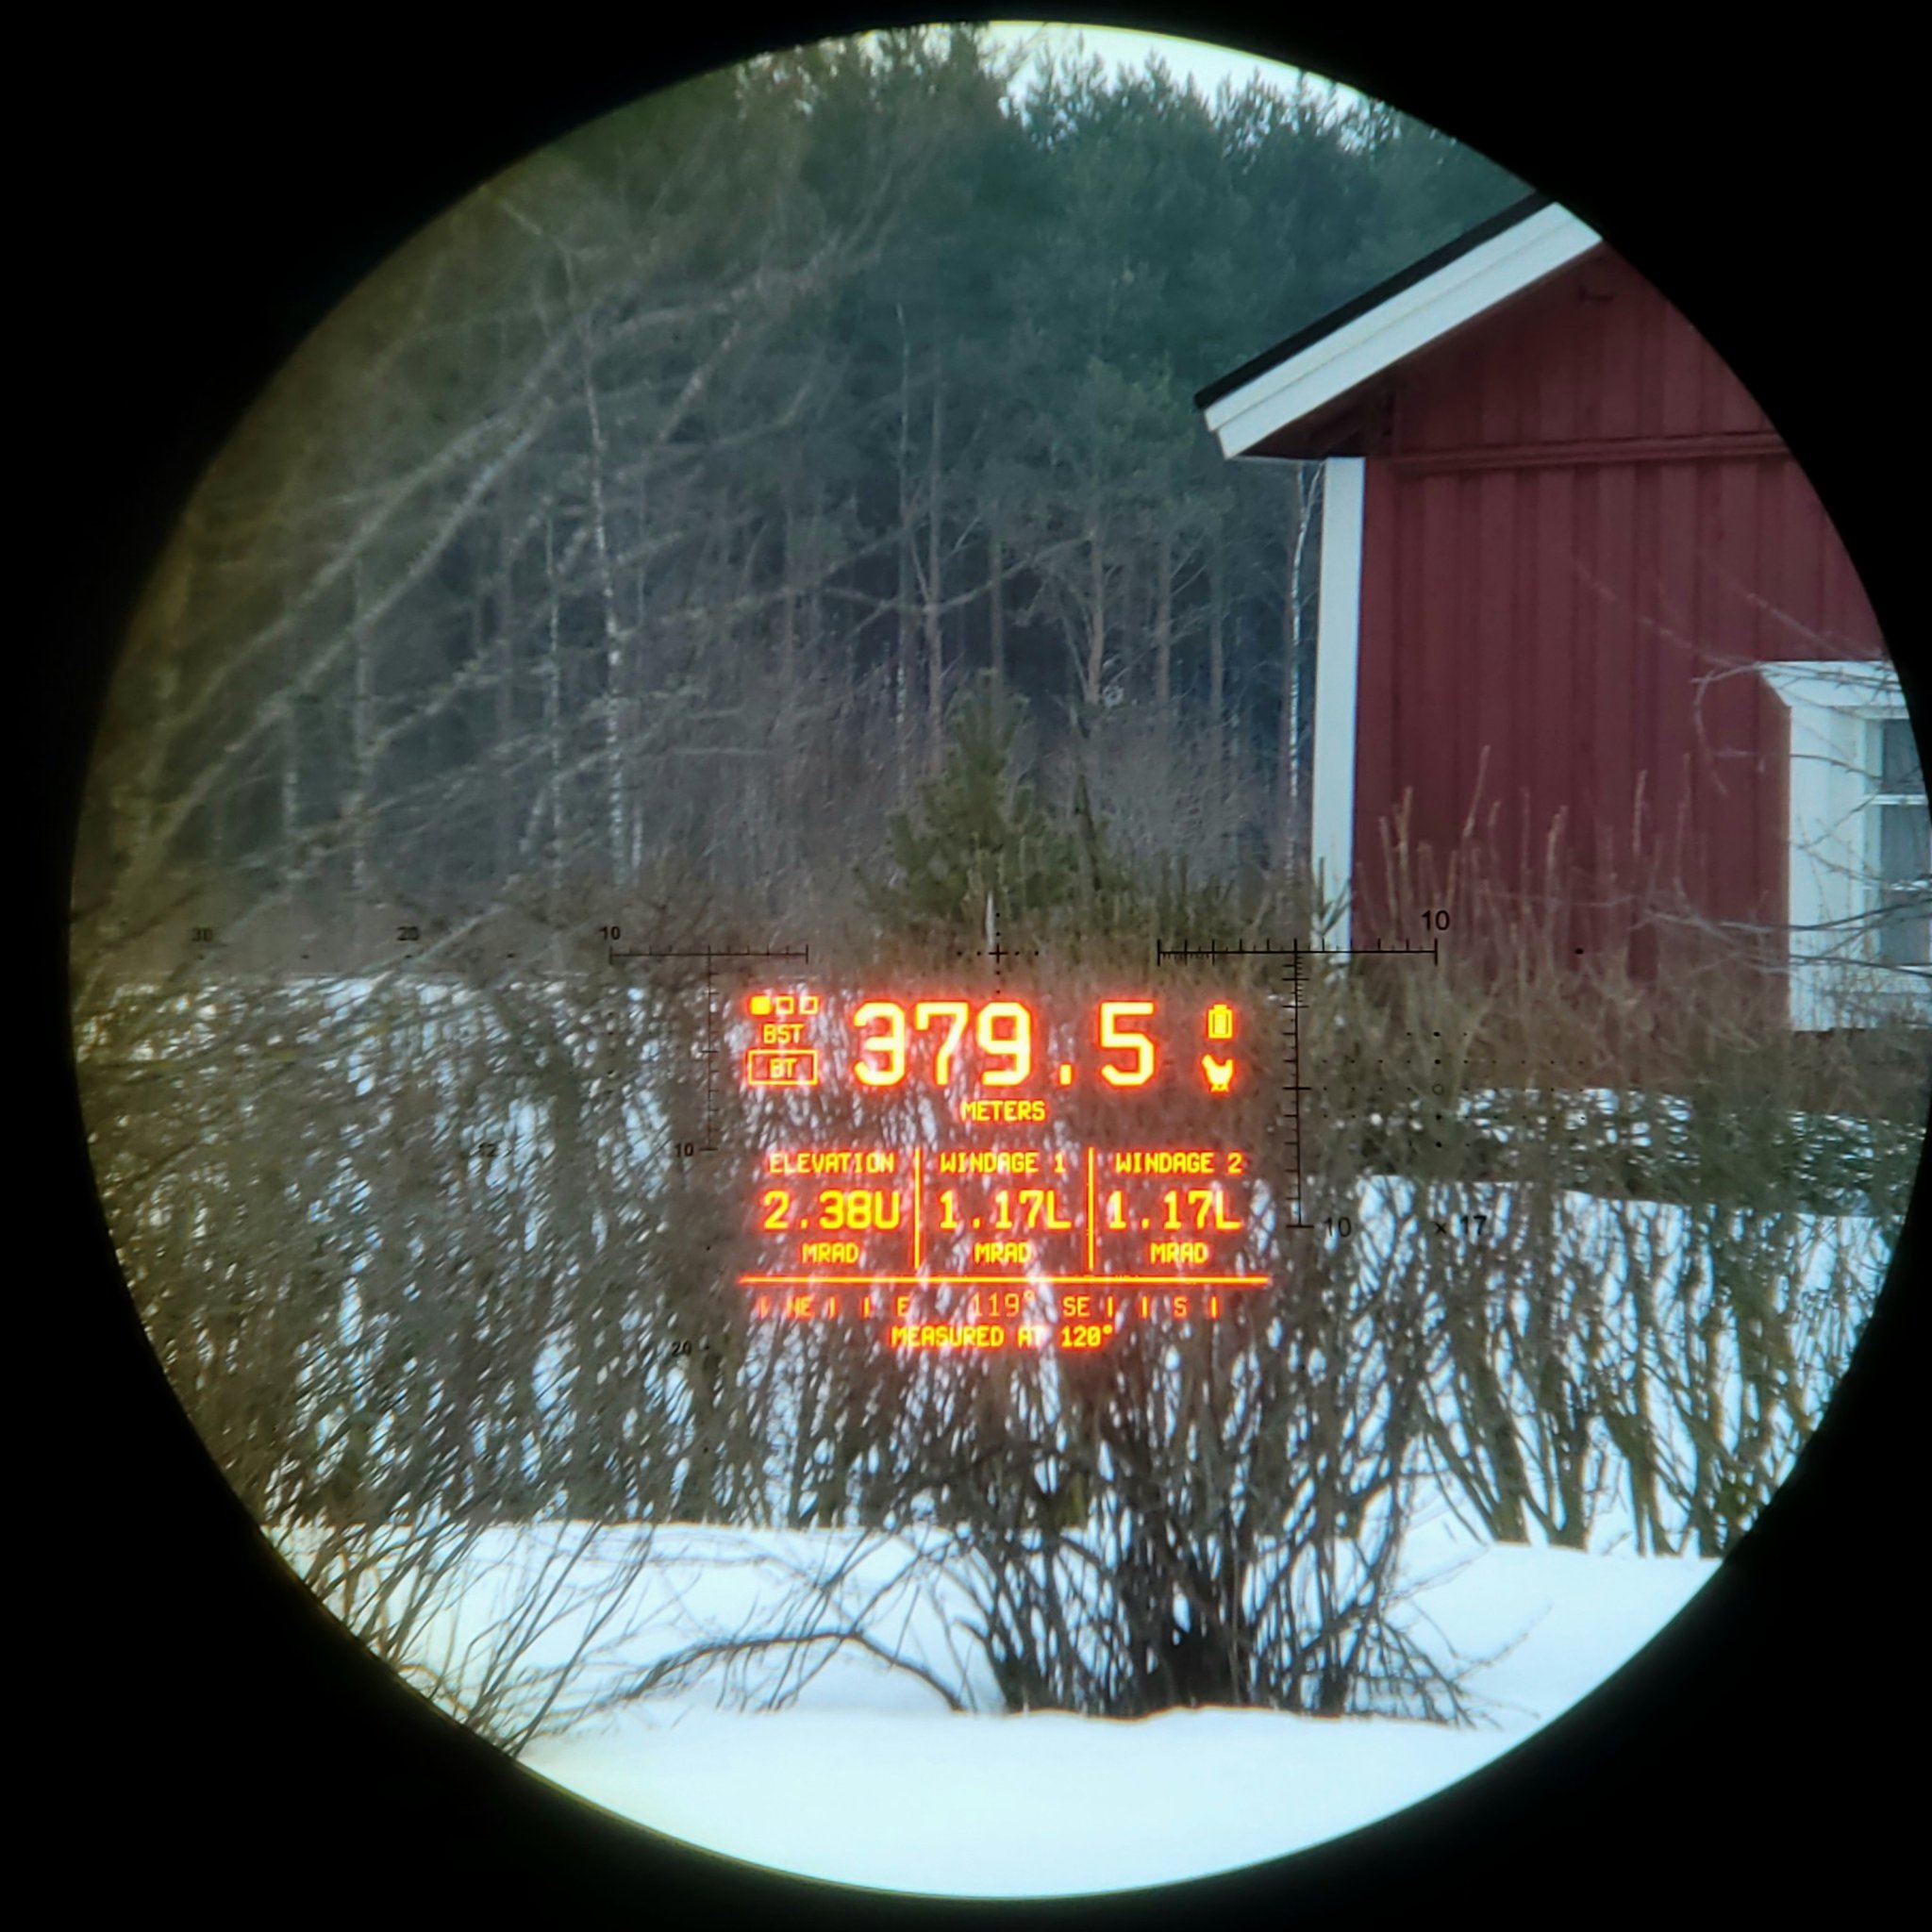 30 20 10 10
BST 379.5
BT
METERS
10
ELEVATION WINDAGE 1 WINDAGE 2
2.38U 1.17L 1.17L
10 17
MRAD MRAD MRAD
NE E 119° SE S
MEASURED AT 120°
20